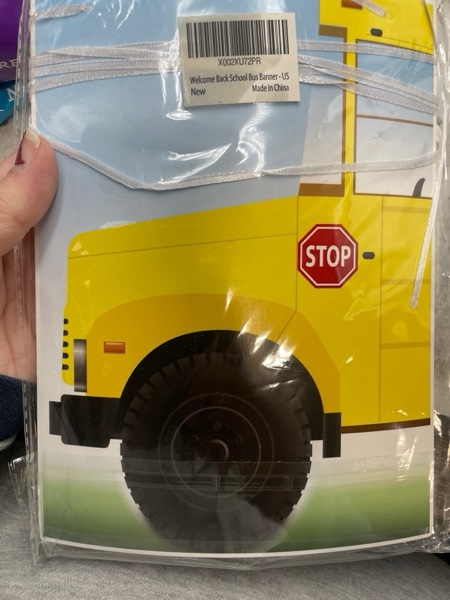 X002XU72PR
Welcome Back School Bus Banner - US
New Made in China
STOP